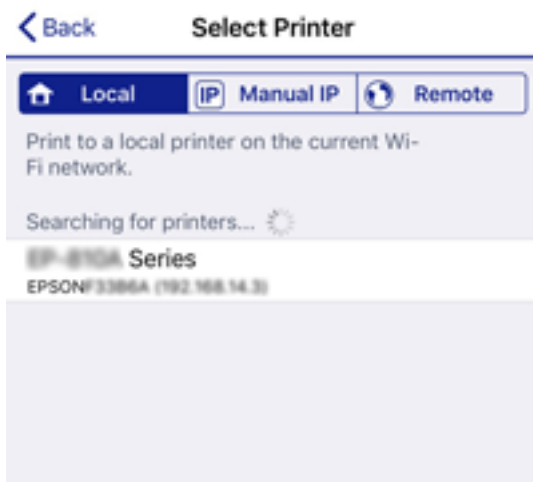 Back Select Printer
Local IP Manual IP Remote
Print to a local printer on the current Wi-
Fi network.
Searching for printers...
Series
EPSON